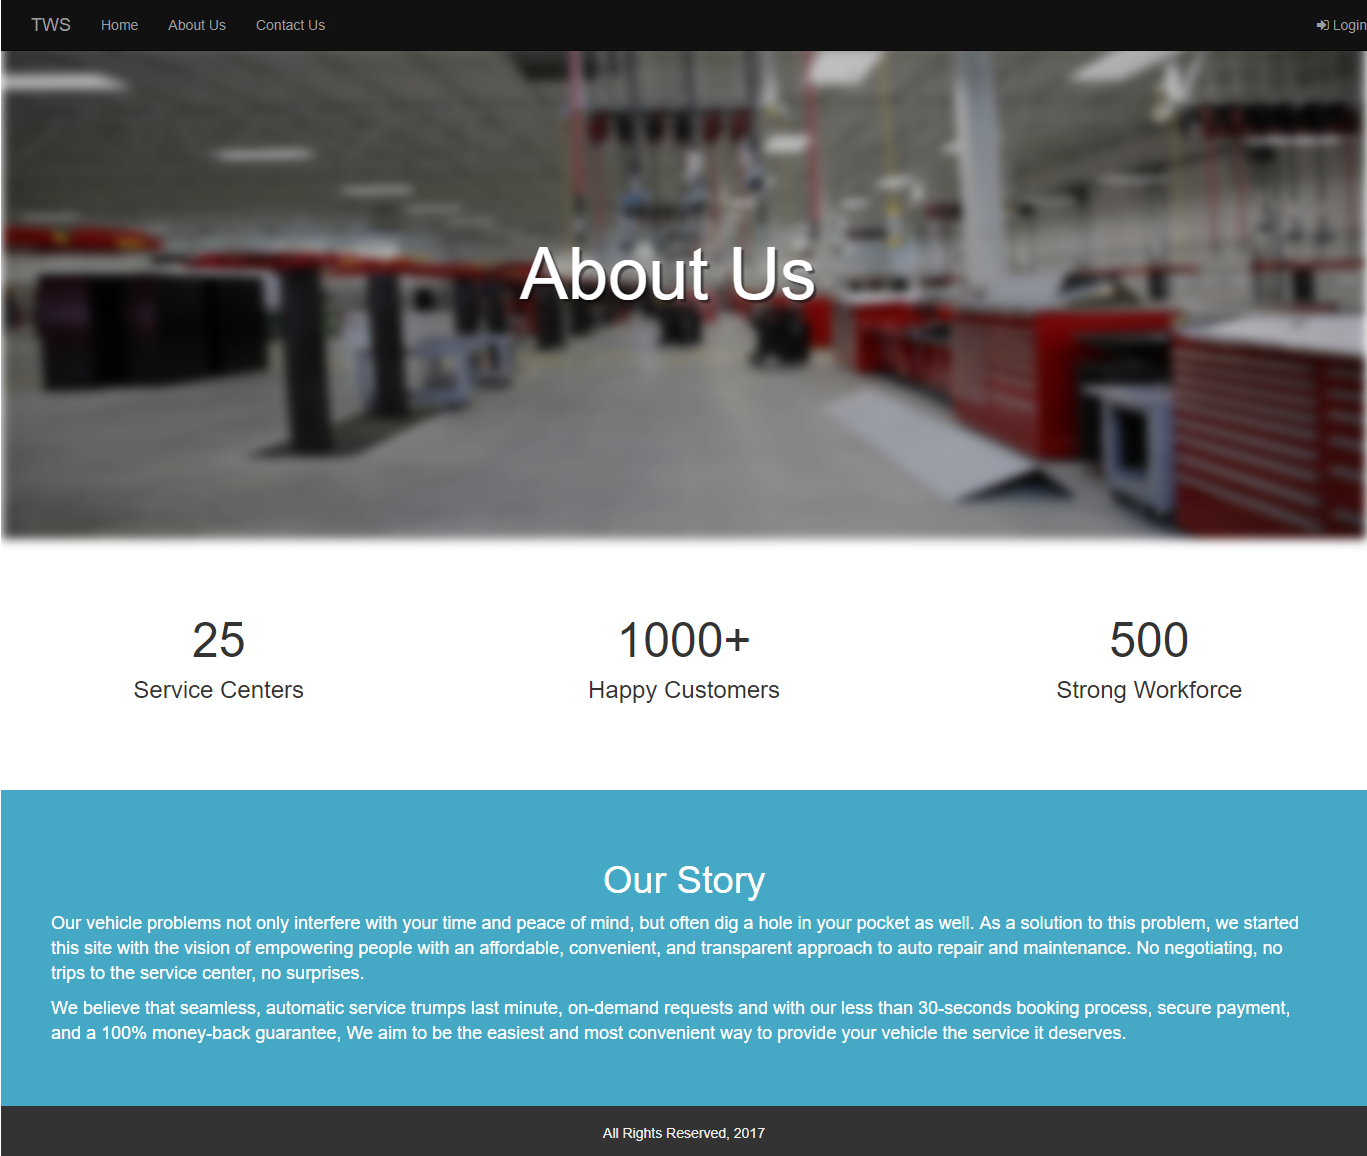 TWS Home About Us Contact Us Login
About Us
25 1000+ 500
Service Centers Happy Customers Strong Workforce
Our Story
Our vehicle problems not only interfere with your time and peace of mind, but often dig a hole in your pocket as well. As a solution to this problem, we started
this site with the vision of empowering people with an affordable, convenient, and transparent approach to auto repair and maintenance. No negotiating, no
trips to the service center, no surprises.
We believe that seamless, automatic service trumps last minute, on-demand requests and with our less than 30-seconds booking process, secure payment,
and a 100% money-back guarantee, We aim to be the easiest and most convenient way to provide your vehicle the service it deserves.
All Rights Reserved, 2017